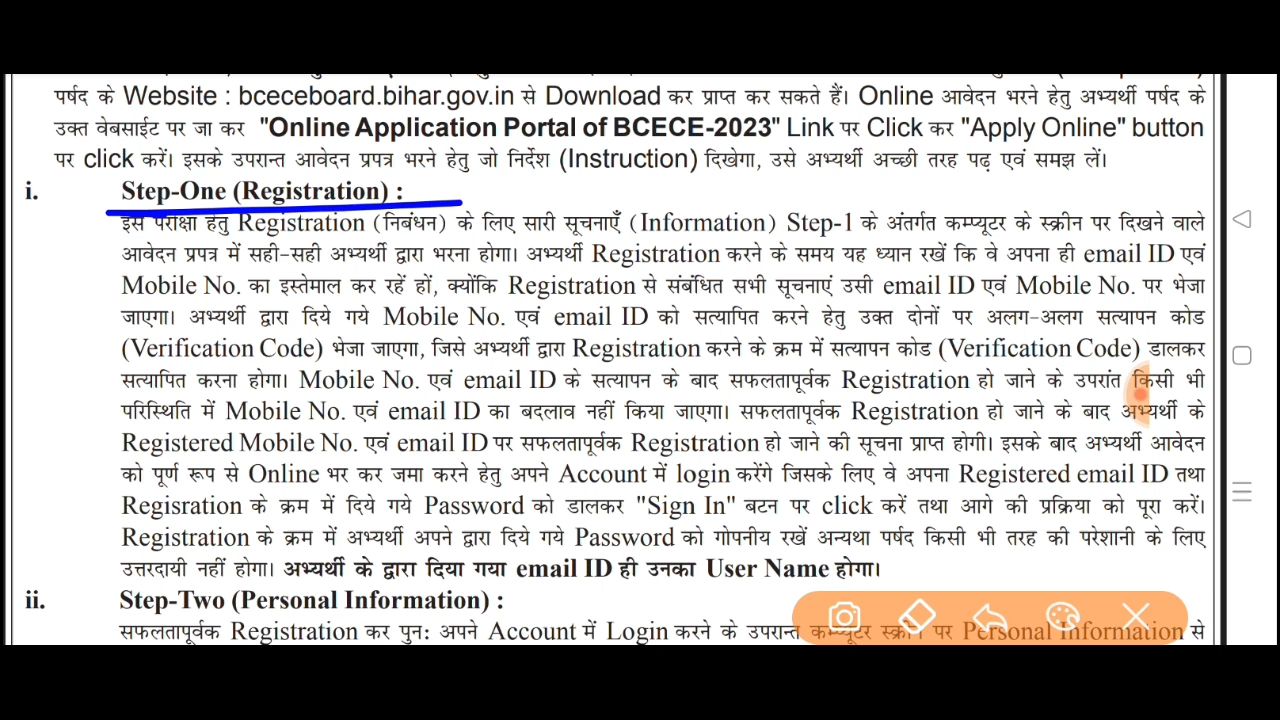 पर्षद के Website : bceceboard.bihar.gov.in से Download कर प्राप्त कर सकते हैं। Online आवेदन भरने हेतु अभ्यर्थी पर्षद के
उक्त वेबसाईट पर जा कर "Online Application Portal of BCECE-2023" Link पर Click कर "Apply Online" button
पर click करें। इसके उपरान्त आवेदन प्रपत्र भरने हेतु जो निर्देश (Instruction) दिखेगा, उसे अभ्यर्थी अच्छी तरह पढ़ एवं समझ लें।
i. Step-One (Registration) :
इस परीक्षा हेतु Registration (निबंधन) के लिए सारी सूचनाएँ (Information) Step-1 के अंतर्गत कम्प्यूटर के स्क्रीन पर दिखने वाले
आवेदन प्रपत्र में सही-सही अभ्यर्थी द्वारा भरना होगा। अभ्यर्थी Registration करने के समय यह ध्यान रखें कि वे अपना ही email ID एवं
Mobile No. का इस्तेमाल कर रहें हों, क्योंकि Registration से संबंधित सभी सूचनाएं उसी email ID एवं Mobile No. पर भेजा
जाएगा। अभ्यर्थी द्वारा दिये गये Mobile No. एवं email ID को सत्यापित करने हेतु उक्त दोनों पर अलग-अलग सत्यापन कोड
(Verification Code) भेजा जाएगा, जिसे अभ्यर्थी द्वारा Registration करने के क्रम में सत्यापन कोड (Verification Code) डालकर
सत्यापित करना होगा। Mobile No. एवं email ID के सत्यापन के बाद सफलतापूर्वक Registration हो जाने के उपरांत किसी भी
परिस्थिति में Mobile No. एवं email ID का बदलाव नहीं किया जाएगा। सफलतापूर्वक Registration हो जाने के बाद अभ्यर्थी के
Registered Mobile No. एवं email ID पर सफलतापूर्वक Registration हो जाने की सूचना प्राप्त होगी। इसके बाद अभ्यर्थी आवेदन
को पूर्ण रूप से Online भर कर जमा करने हेतु अपने Account में login करेंगे जिसके लिए वे अपना Registered email ID तथा
Regisration के क्रम में दिये गये Password को डालकर "Sign In" बटन पर click करें तथा आगे की प्रक्रिया को पूरा करें।
Registration के क्रम में अभ्यर्थी अपने द्वारा दिये गये Password को गोपनीय रखें अन्यथा पर्षद किसी भी तरह की परेशानी के लिए
उत्तरदायी नहीं होगा। अभ्यर्थी के द्वारा दिया गया email ID ही उनका User Name होगा।
ii. Step-Two (Personal Information) :
सफलतापूर्वक Registration कर पुनः अपने Account में Login करने के उपरान्त कम्प्यूटर स्क्रीन पर Personal Information से